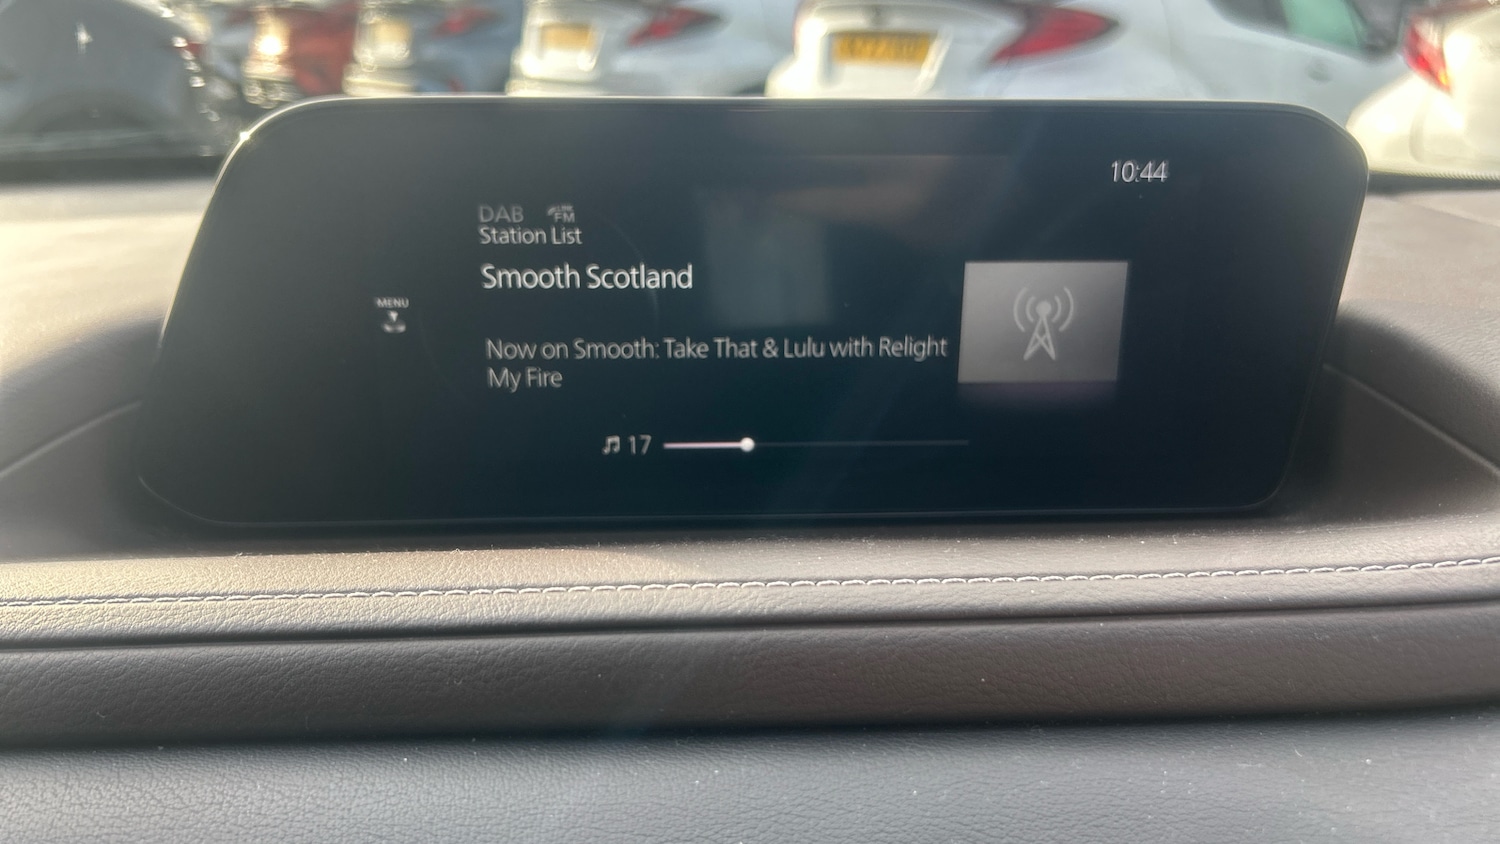 10:44
DAB FM
Station List
Smooth Scotland
MENU
Now on Smooth: Take That & Lulu with Relight
My Fire
17